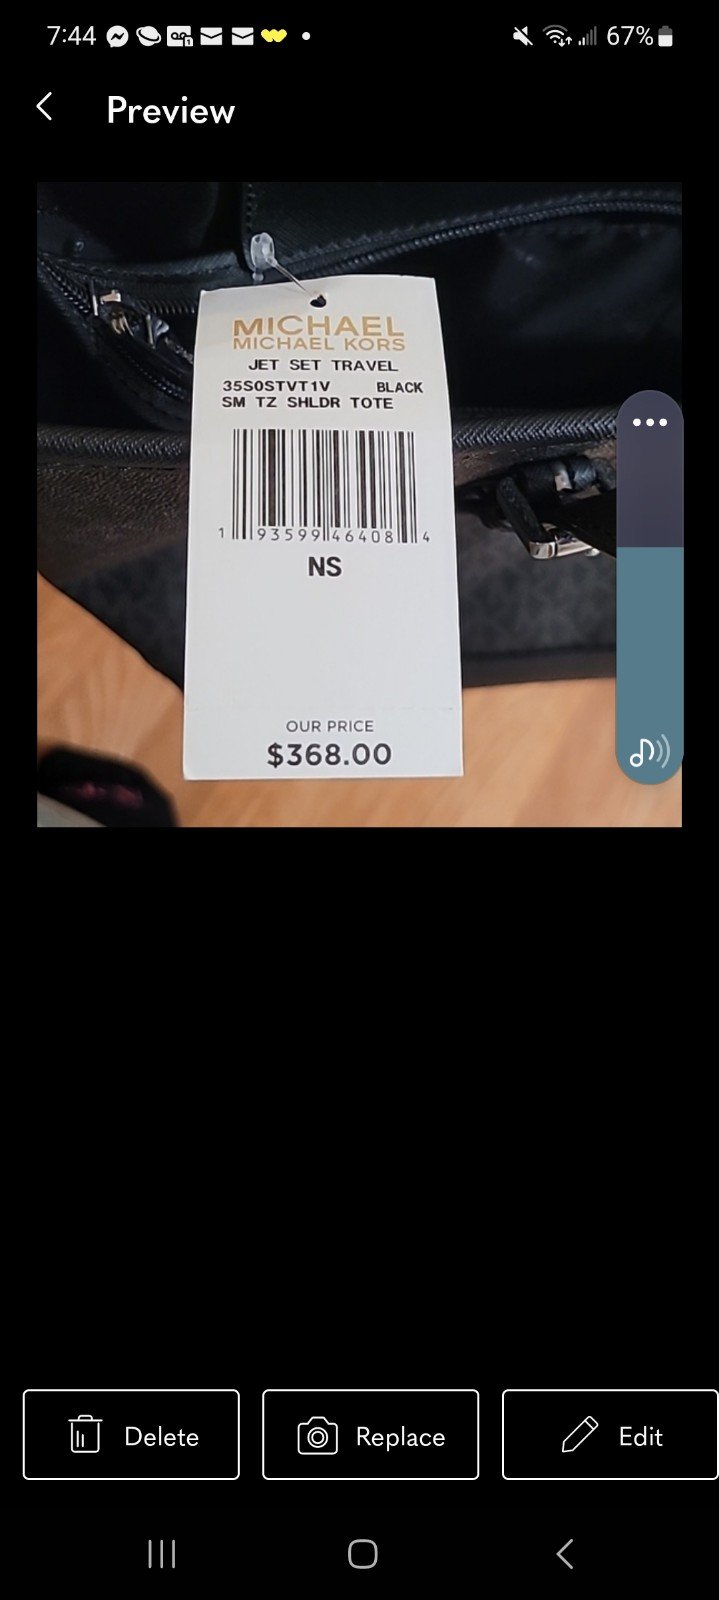 7:44 67%
Preview
MICHAEL
MICHAEL KORS
JET SET TRAVEL
35S0STVT1V BLACK
SM TZ SHLDR TOTE
1 93599 46408 4
NS
OUR PRICE
$368.00
Delete Replace Edit